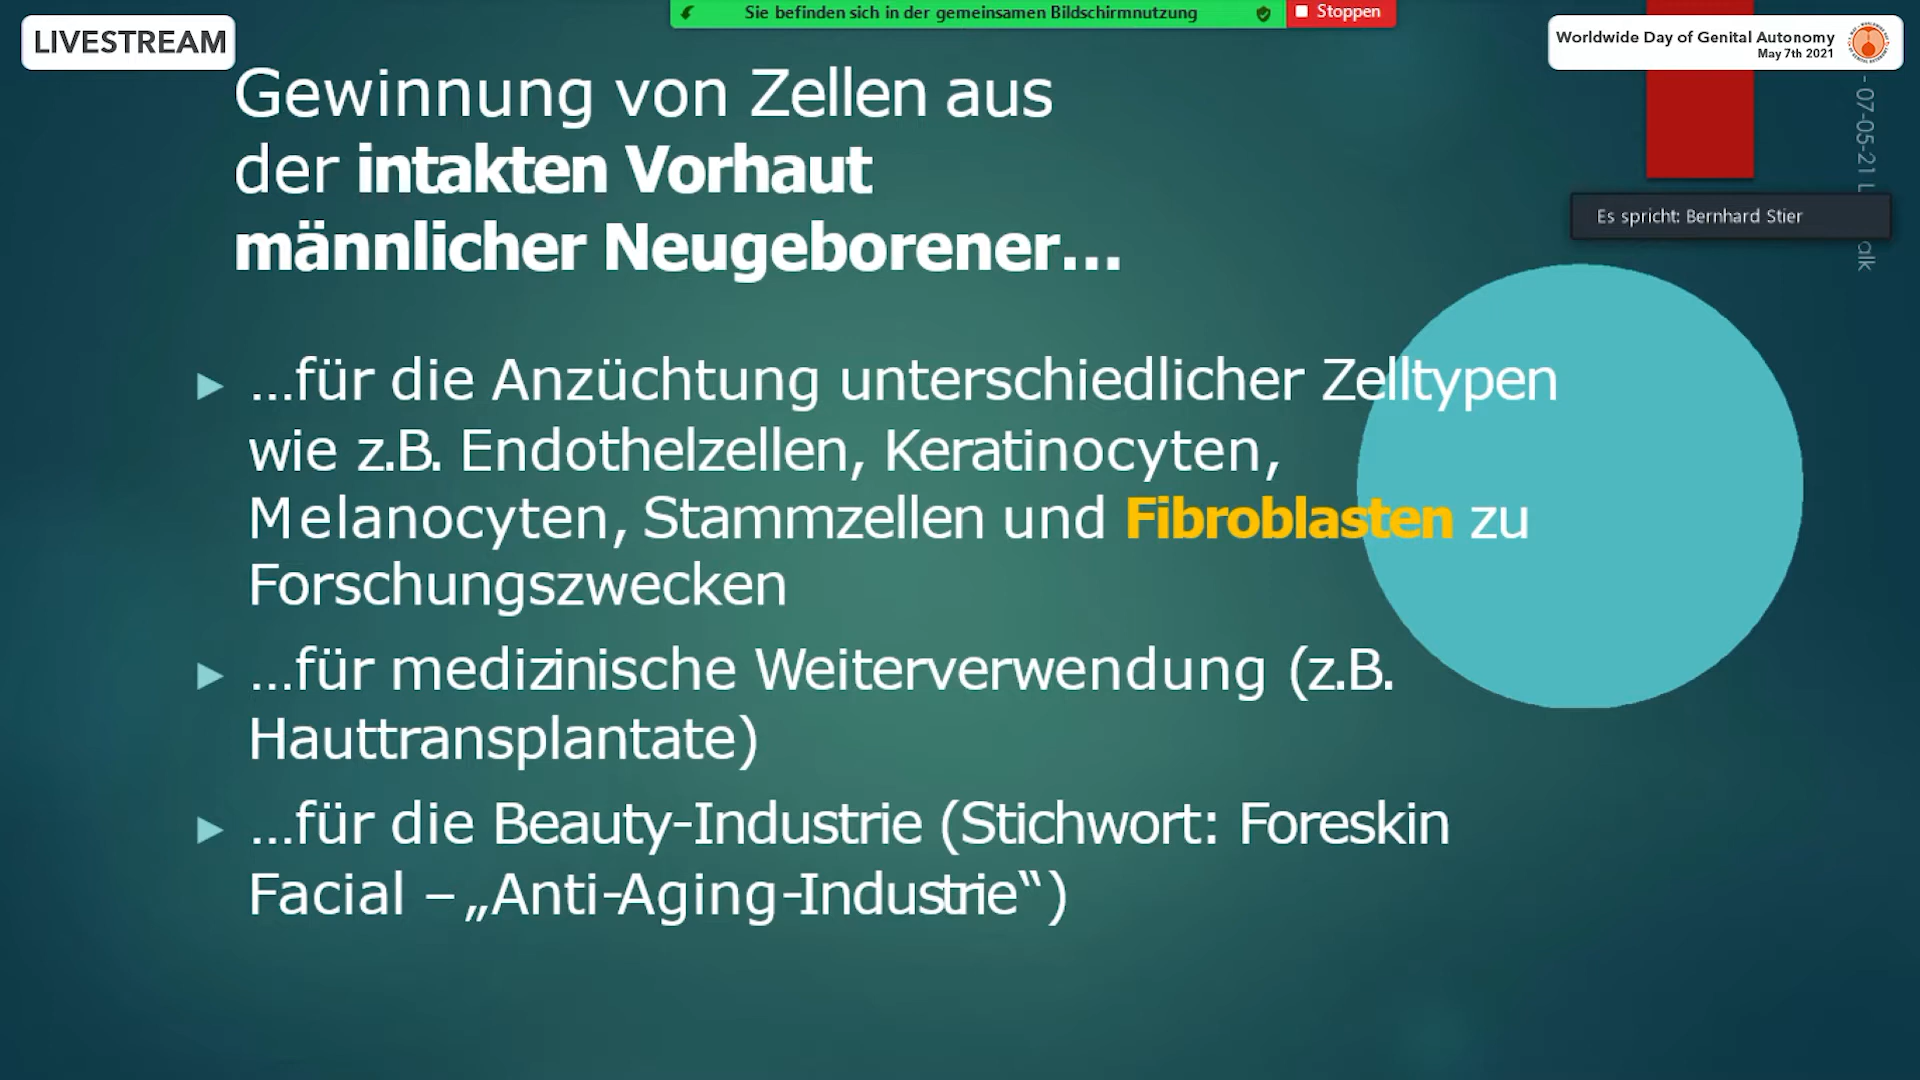 Sie befinden sich in der gemeinsamen Bildschirmnutzung
Stoppen
LIVESTREAM
Worldwide Day of Genital Autonomy
May 7th 2021
Gewinnung von Zellen aus
der intakten Vorhaut
männlicher Neugeborener...
- 07-05-21
Es spricht: Bernhard Stier
...für die Anzüchtung unterschiedlicher Zelltypen
wie z.B. Endothelzellen, Keratinocyten,
Melanocyten, Stammzellen und Fibroblasten zu
Forschungszwecken
...für medizinische Weiterverwendung (z.B.
Hauttransplantate)
...für die Beauty-Industrie (Stichwort: Foreskin
Facial – „Anti-Aging-Industrie“)